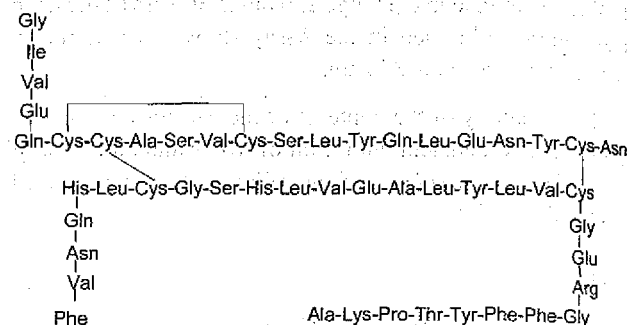 Gly
Ile
Val
Glu
Gln-Cys-Cys-Ala-Ser-Val-Cys-Ser-Leu-Tyr-Gln-Leu-Glu-Asn-Tyr-Cys-Asn
His-Leu-Cys-Gly-Ser-His-Leu-Val-Glu-Ala-Leu-Tyr-Leu-Val-Cys
Gln
Asn
Val
Phe
Gly
Glu
Arg
Ala-Lys-Pro-Thr-Tyr-Phe-Phe-Gly